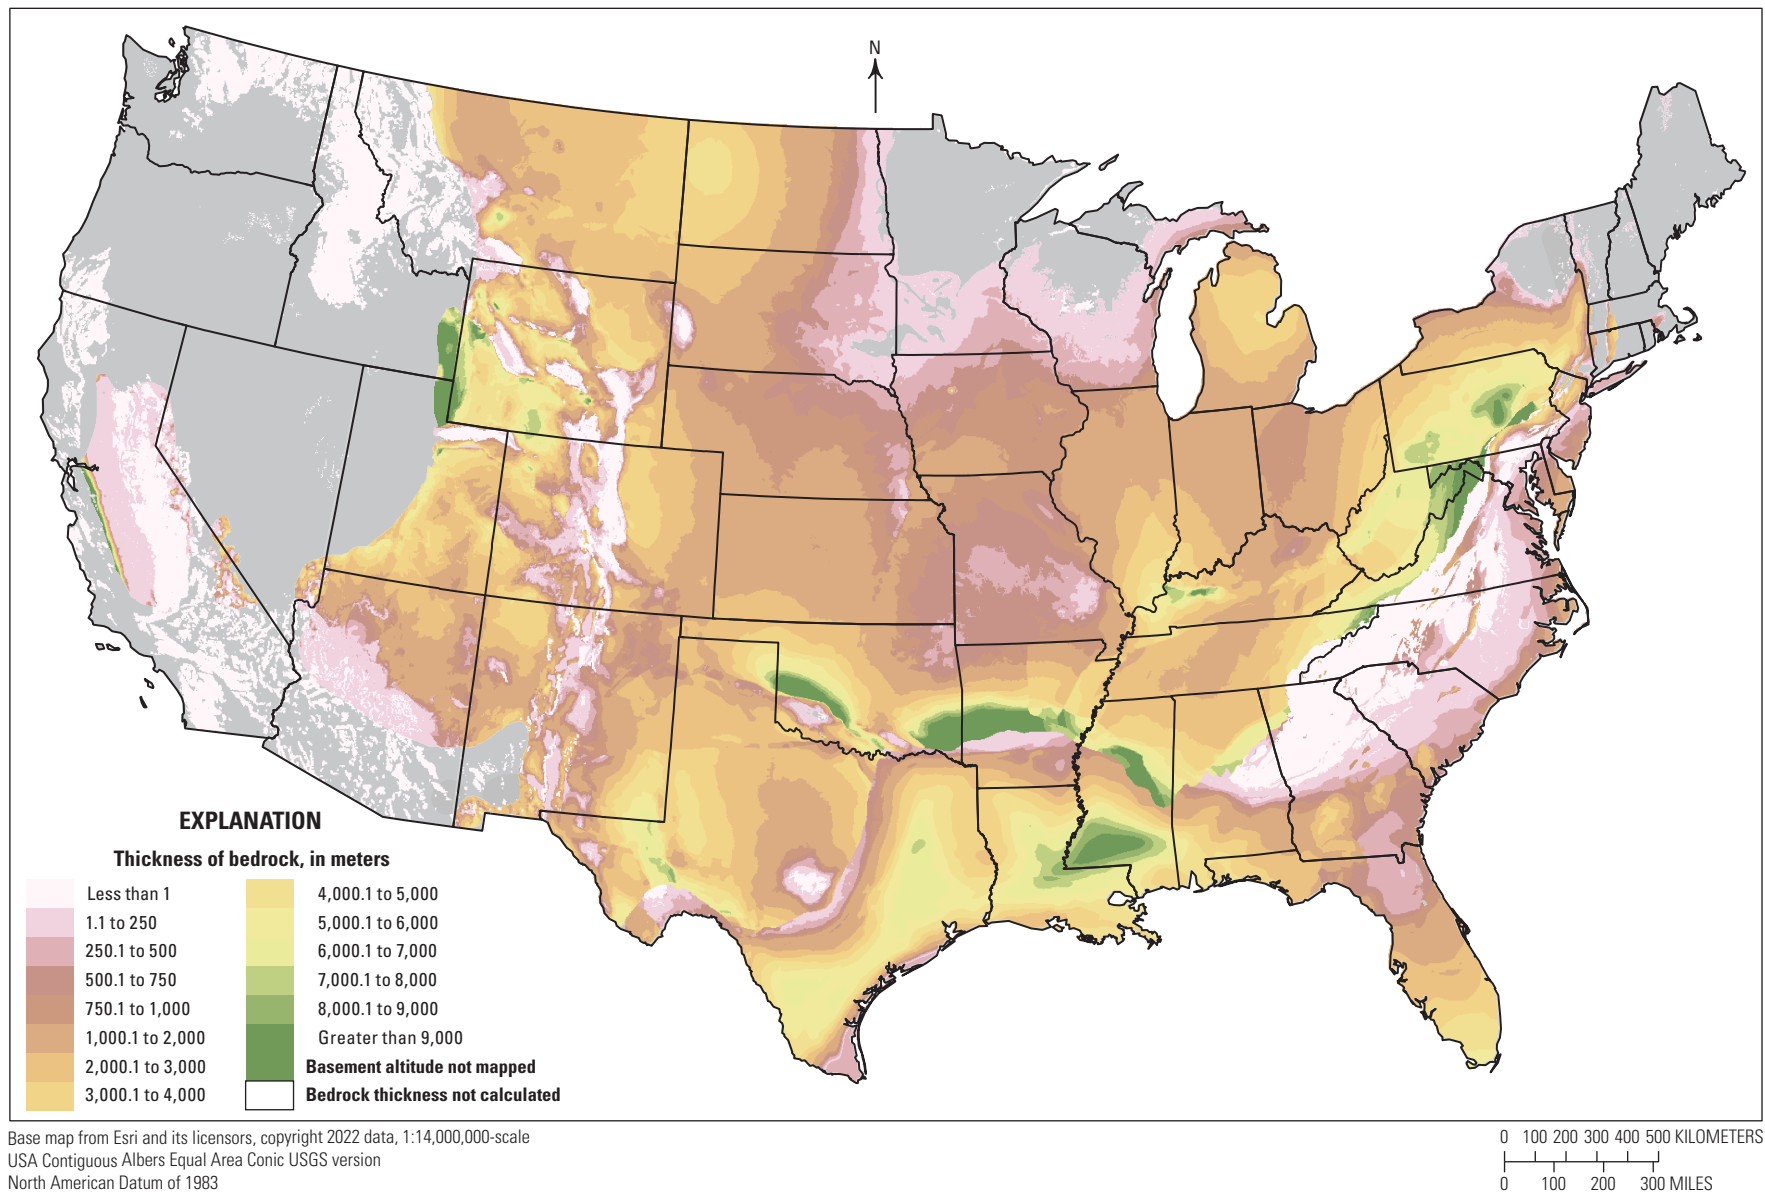 N
EXPLANATION
Thickness of bedrock, in meters
Less than 1
1.1 to 250
250.1 to 500
500.1 to 750
750.1 to 1,000
1,000.1 to 2,000
2,000.1 to 3,000
3,000.1 to 4,000
4,000.1 to 5,000
5,000.1 to 6,000
6,000.1 to 7,000
7,000.1 to 8,000
8,000.1 to 9,000
Greater than 9,000
Basement altitude not mapped
Bedrock thickness not calculated
Base map from Esri and its licensors, copyright 2022 data, 1:14,000,000-scale
USA Contiguous Albers Equal Area Conic USGS version
North American Datum of 1983
0 100 200 300 400 500 KILOMETERS
0 100 200 300 MILES